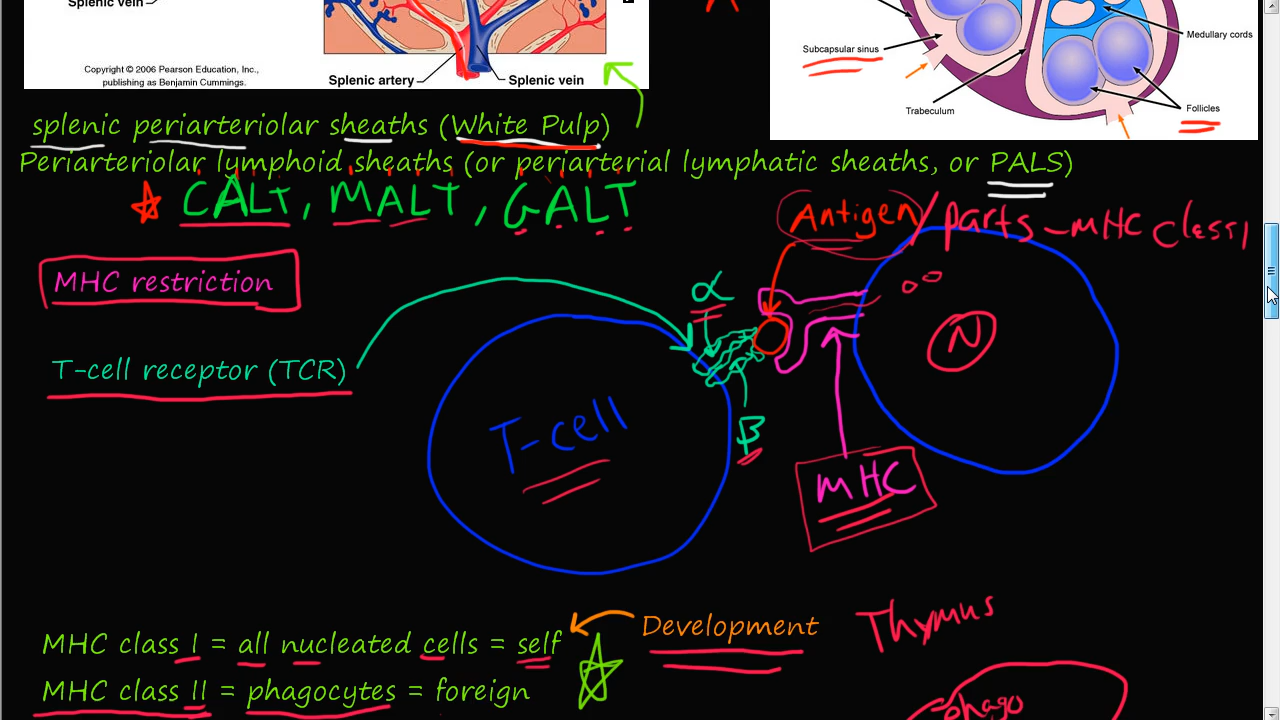 Splenic vein
Copyright © 2006 Pearson Education, Inc.,
publishing as Benjamin Cummings.
Splenic artery
Splenic vein
Subcapsular sinus
Trabeculum
Medullary cords
Follicles
splenic periarteriolar sheaths (White Pulp)
Periarteriolar lymphoid sheaths (or periarterial lymphatic sheaths, or PALS)
CALT, MALT, GALT
Antigen/parts - MHC class I
MHC restriction
α
N
T-cell receptor (TCR)
T-cell
β
MHC
Thymus
Development
MHC class I = all nucleated cells = self
MHC class II = phagocytes = foreign
phago